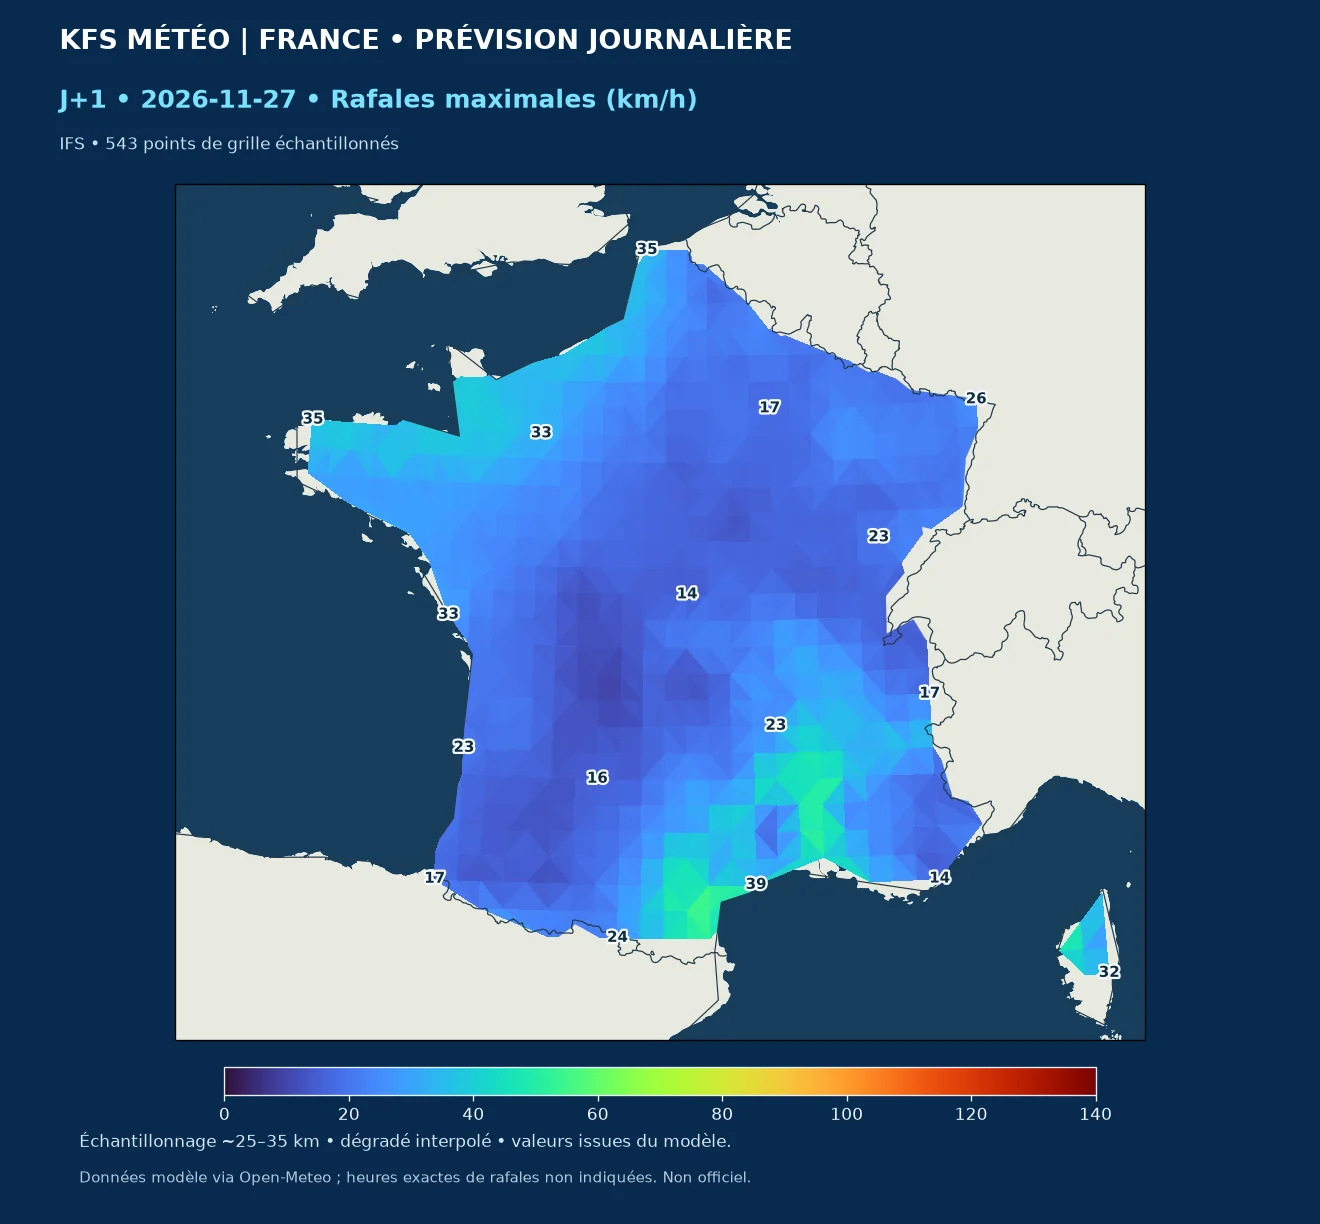 KFS MÉTÉO | FRANCE • PRÉVISION JOURNALIÈRE
J+1 • 2026-11-27 • Rafales maximales (km/h)
IFS • 543 points de grille échantillonnés
35
26
17
35
33
23
14
33
17
23
23
16
17
39
14
24
32
0 20 40 60 80 100 120 140
Échantillonnage ~25–35 km • dégradé interpolé • valeurs issues du modèle.
Données modèle via Open-Meteo ; heures exactes de rafales non indiquées. Non officiel.